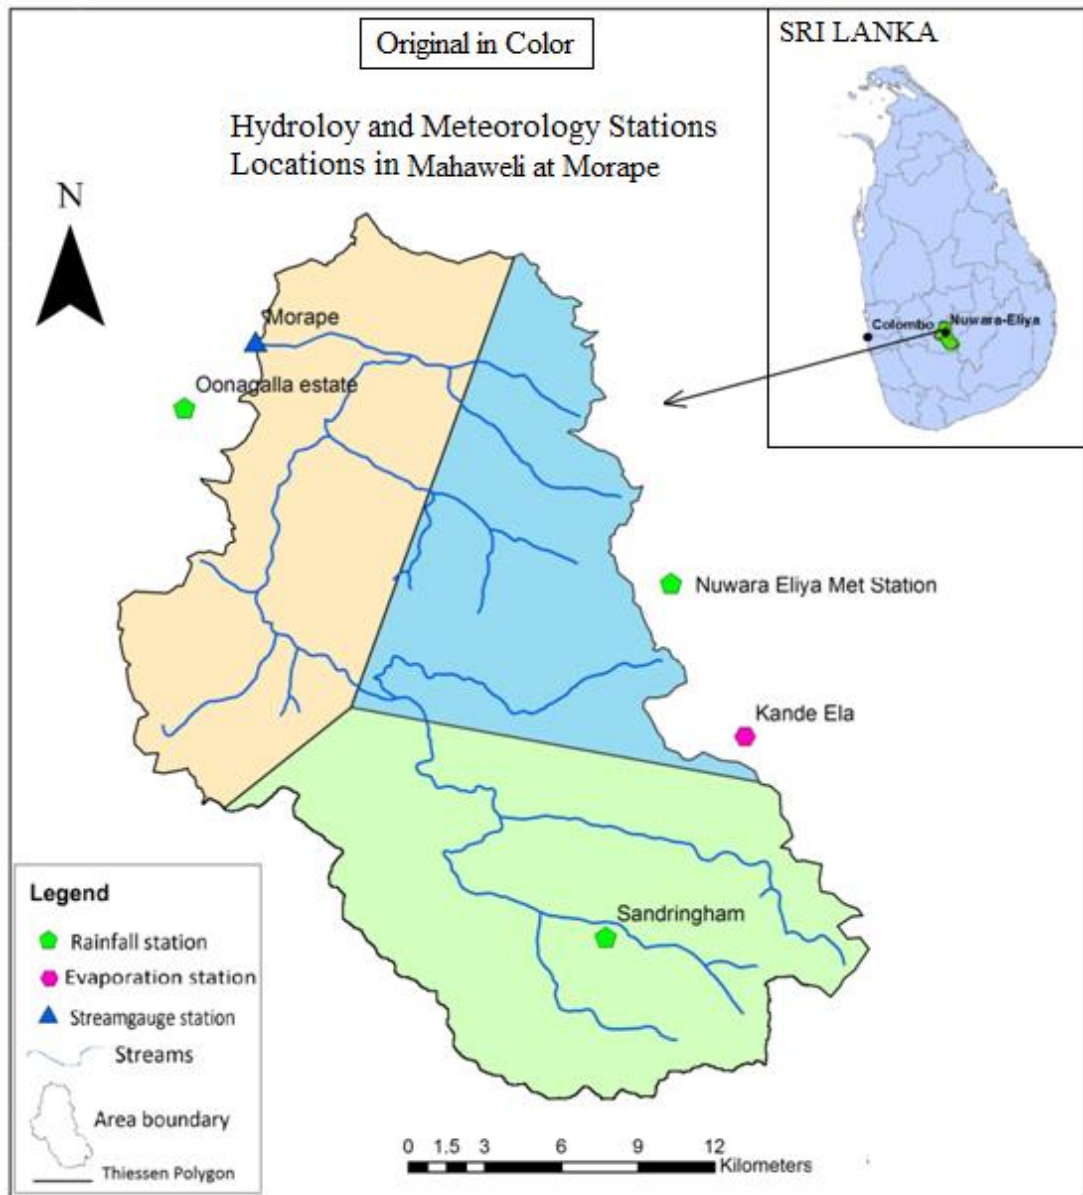 Original in Color
SRI LANKA
Hydroloy and Meteorology Stations
Locations in Mahaweli at Morape
N
Colombo
Nuwara-Eliya
Morape
Oonagalla estate
Nuwara Eliya Met Station
Kande Ela
Sandringham
Legend
Rainfall station
Evaporation station
Streamgauge station
Streams
Area boundary
Thiessen Polygon
0 1.5 3 6 9 12
Kilometers